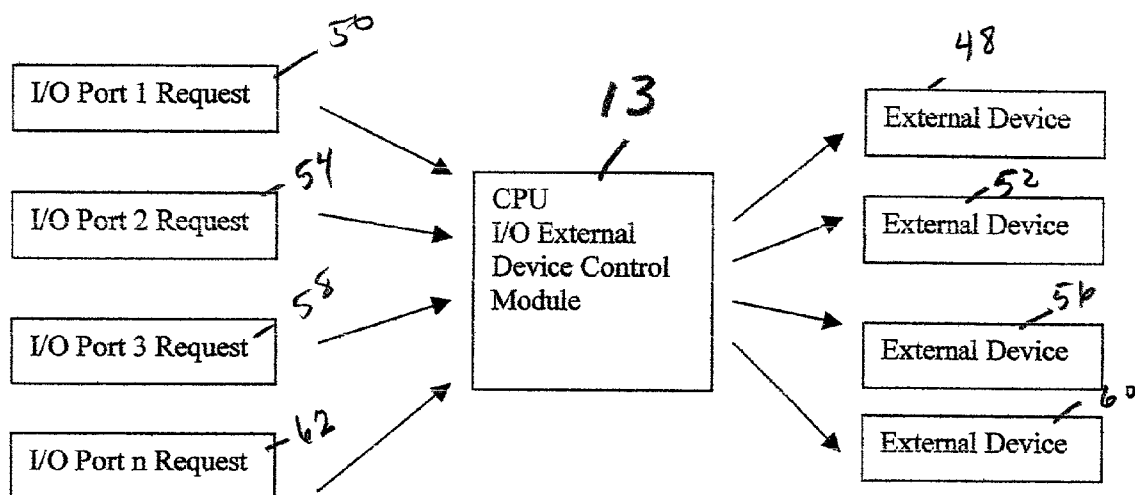 50
I/O Port 1 Request
54
I/O Port 2 Request
58
I/O Port 3 Request
62
I/O Port n Request
13
CPU
I/O External
Device Control
Module
48
External Device
52
External Device
56
External Device
60
External Device